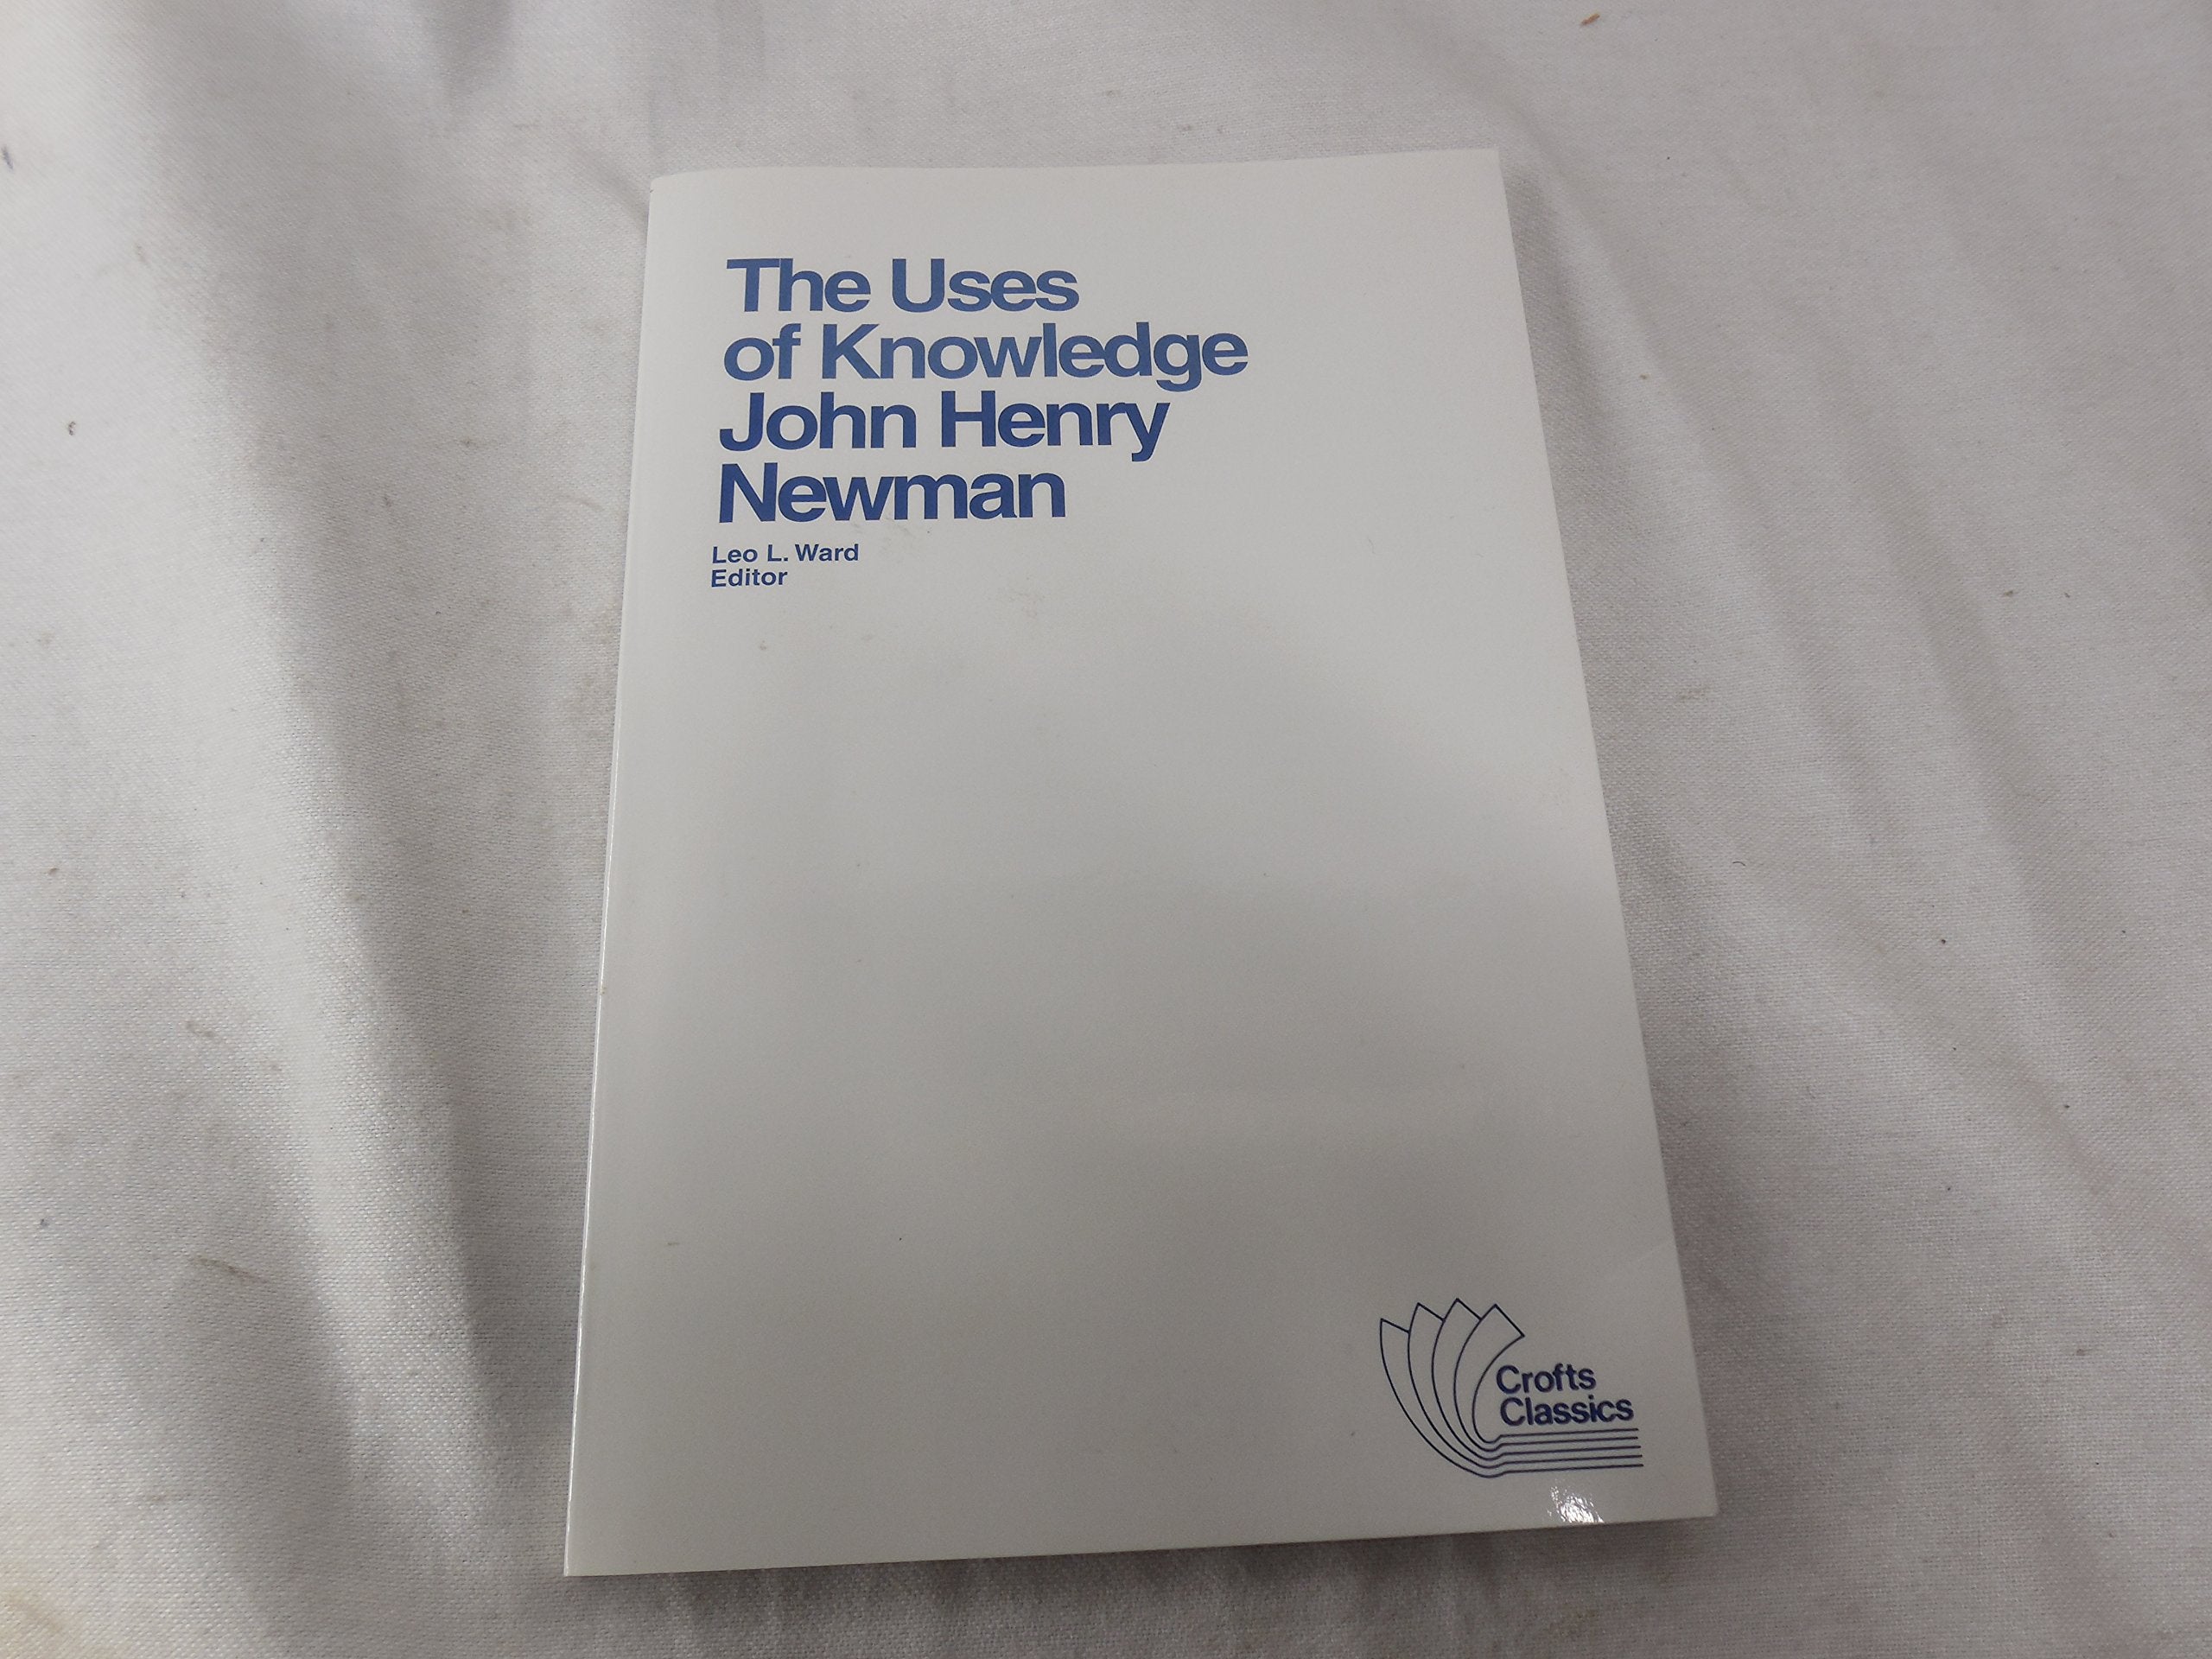 The Uses
of Knowledge
John Henry
Newman
Leo L. Ward
Editor
Crofts
Classics